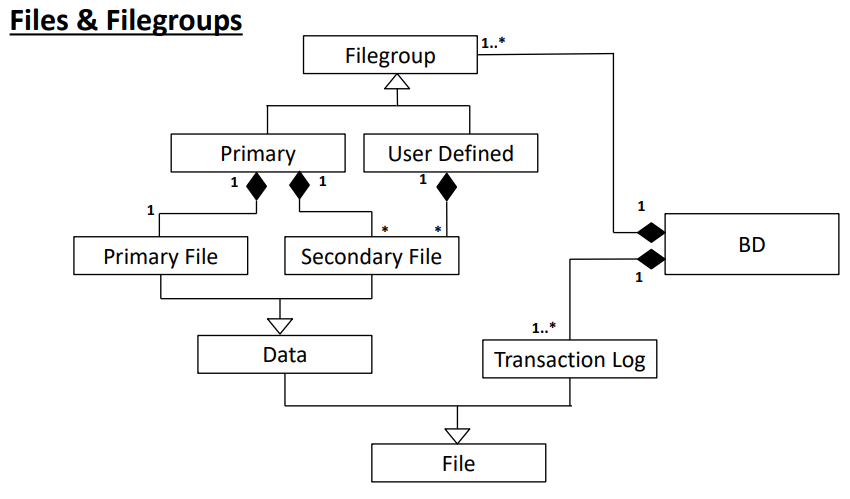 Files & Filegroups
Filegroup
1..*
Primary
User Defined
1
1
1
1
1
*
*
Primary File
Secondary File
BD
1
1..*
Data
Transaction Log
File